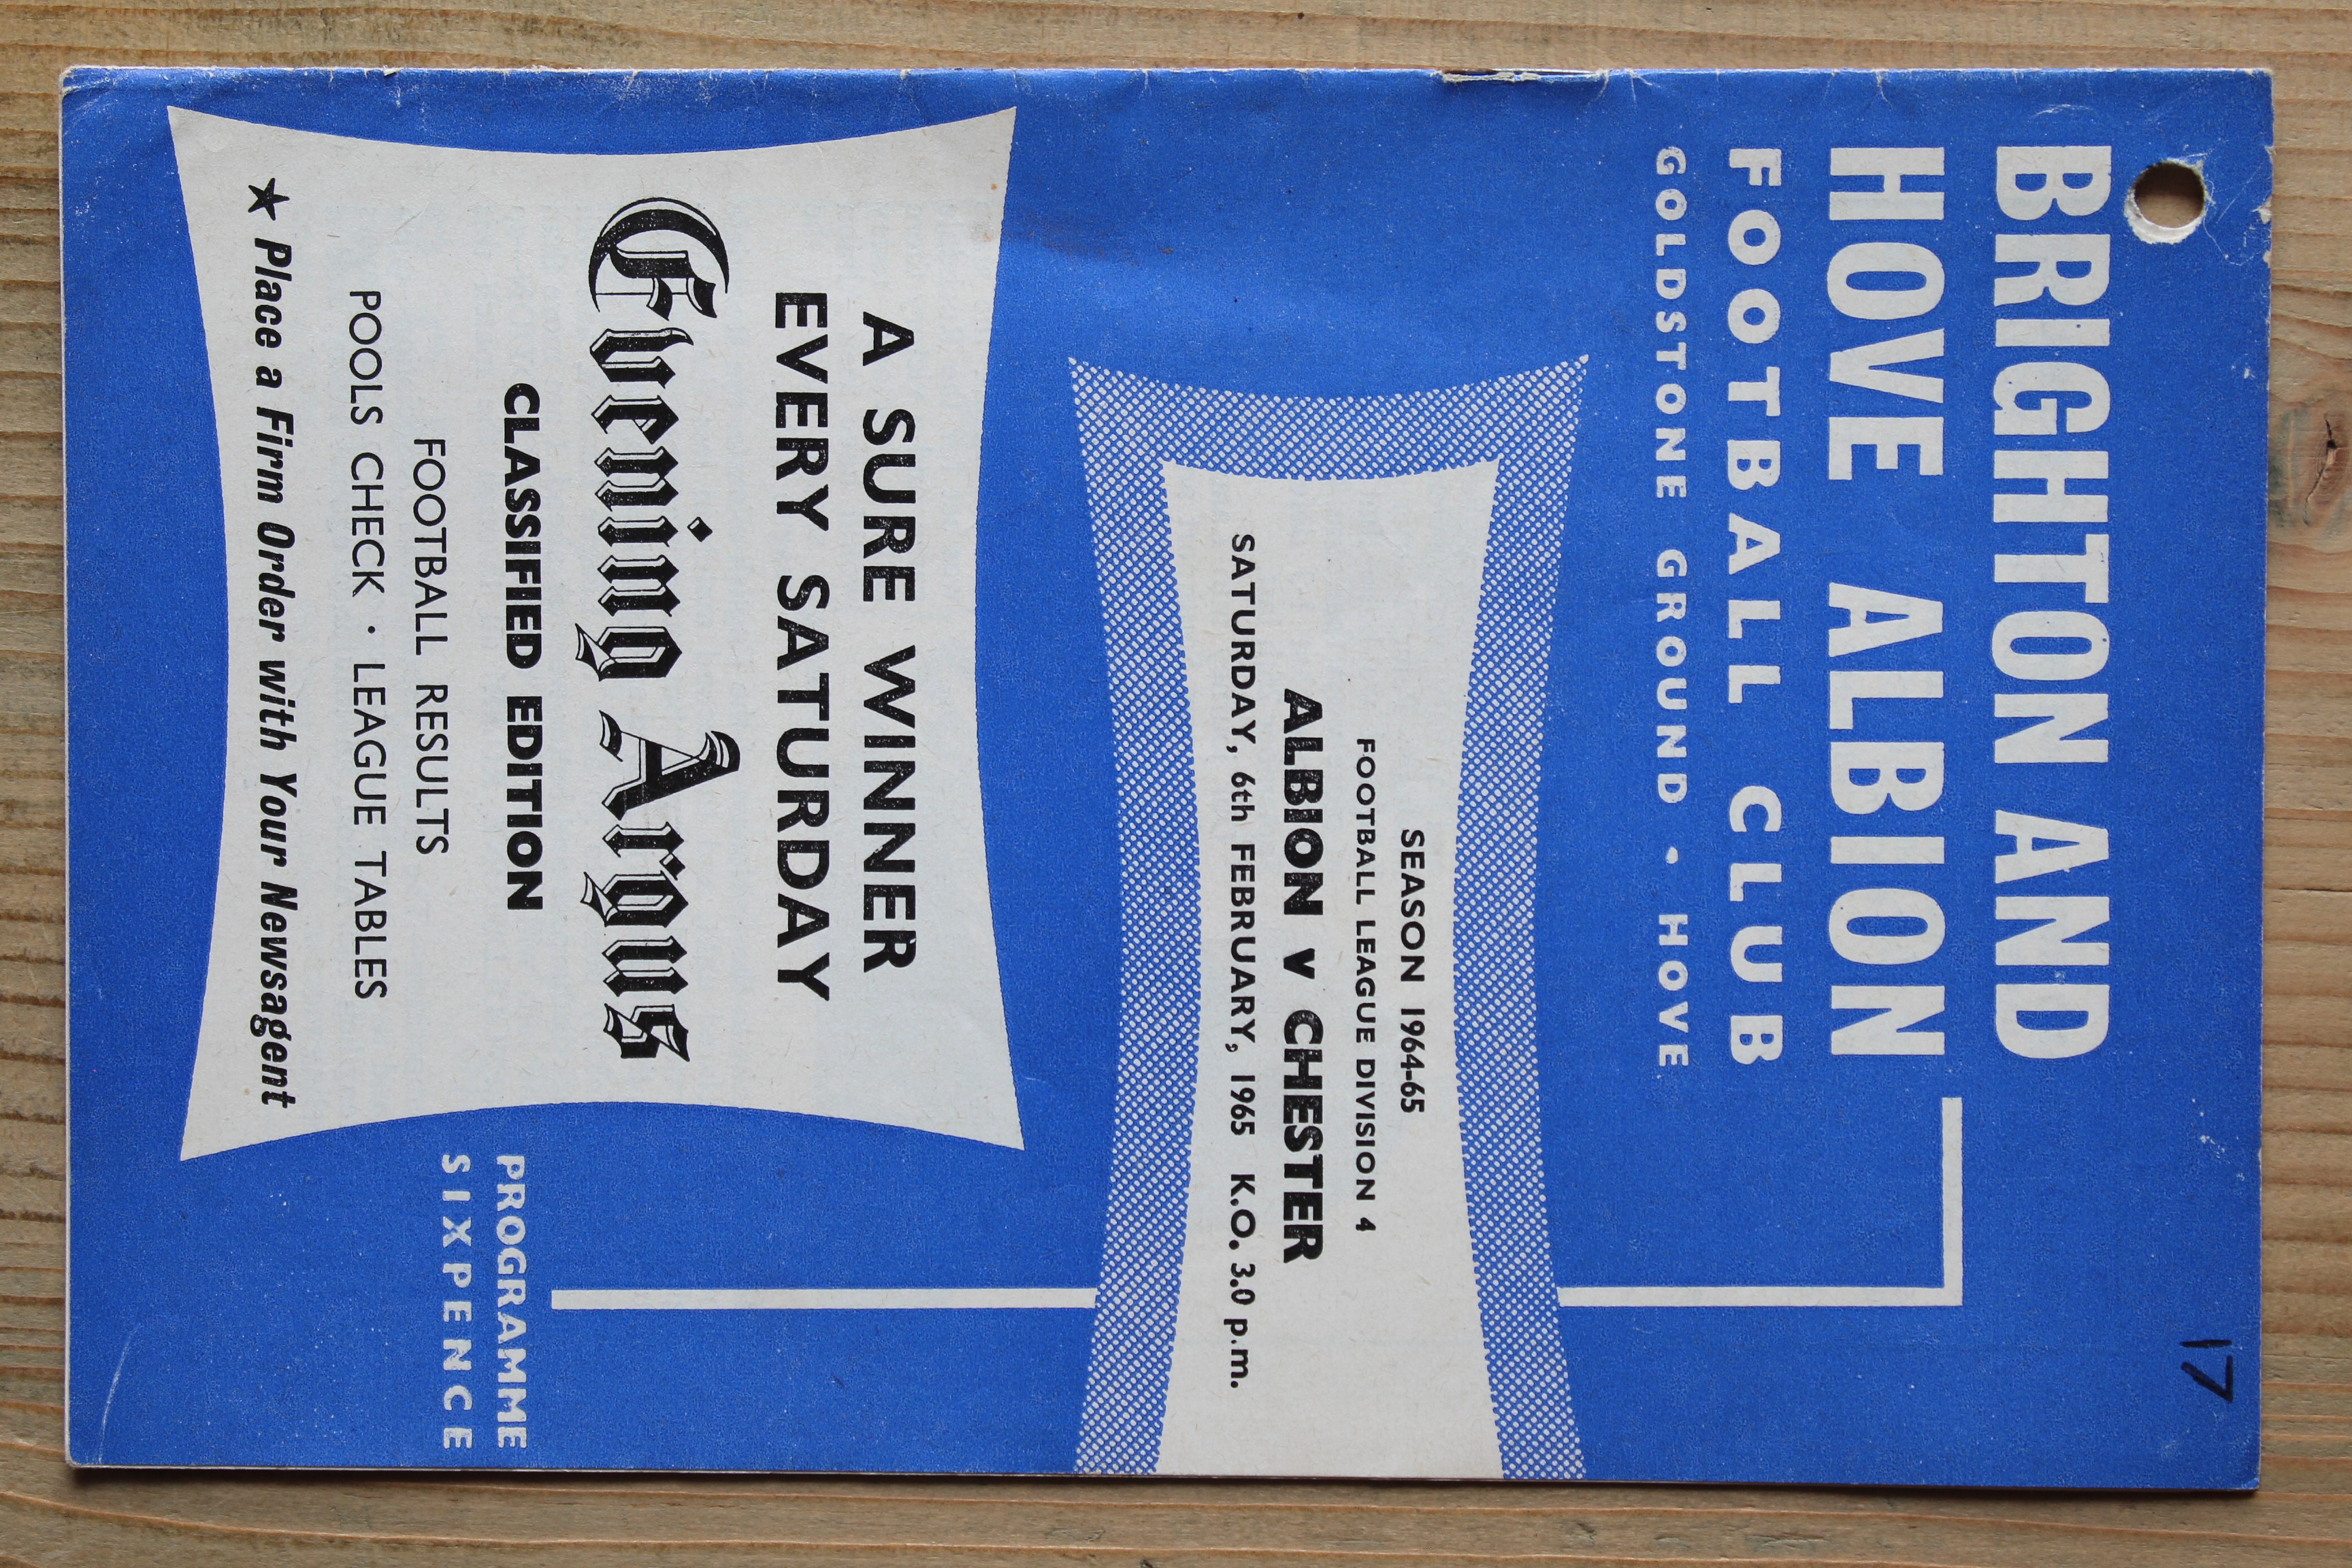 17
BRIGHTON AND
HOVE ALBION
FOOTBALL CLUB
GOLDSTONE GROUND • HOVE
SEASON 1964-65
FOOTBALL LEAGUE DIVISION 4
ALBION v CHESTER
SATURDAY, 6th FEBRUARY, 1965 K.O. 3.0 p.m.
A SURE WINNER
EVERY SATURDAY
Evening Argus
CLASSIFIED EDITION
FOOTBALL RESULTS
POOLS CHECK · LEAGUE TABLES
★ Place a Firm Order with Your Newsagent
PROGRAMME
SIXPENCE